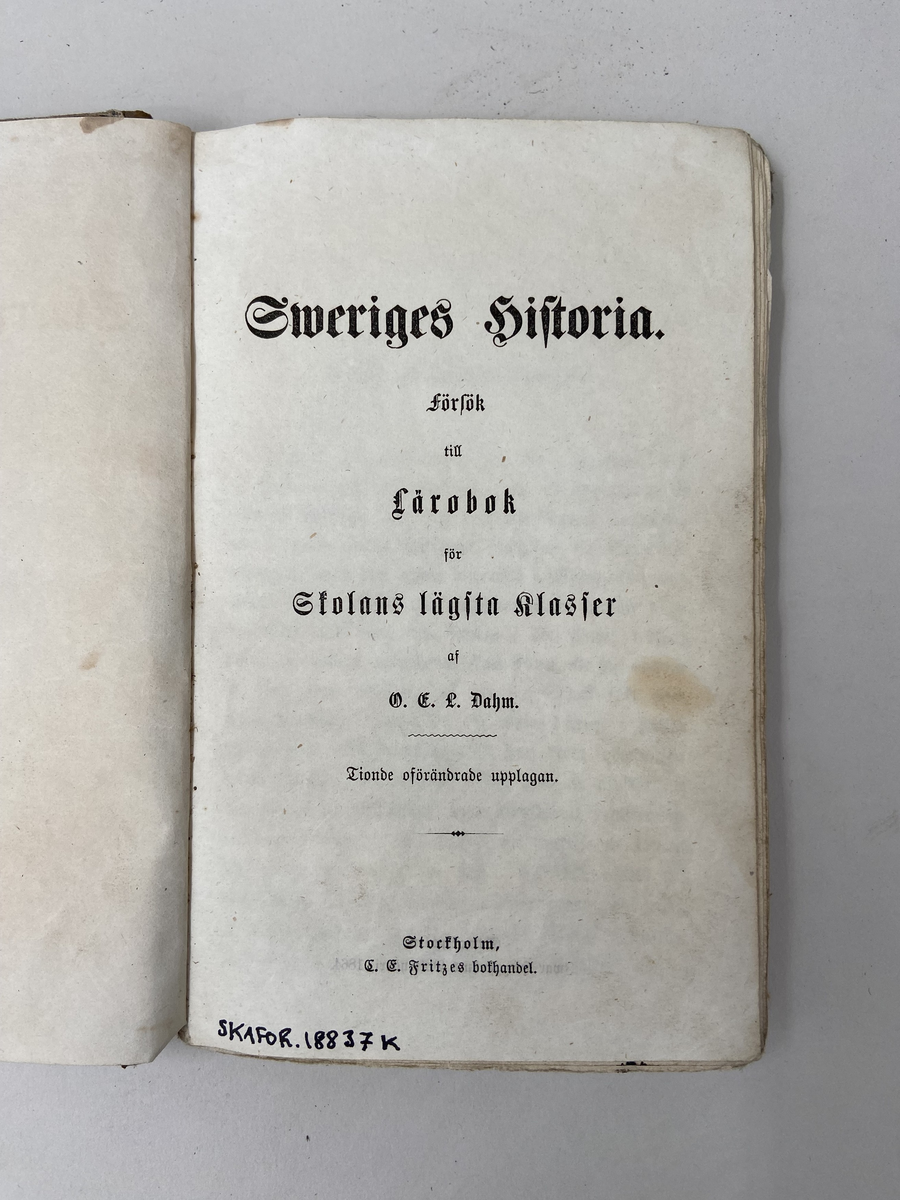 Sweriges Historia.
Försök
till
Lärobok
för
Skolans lägsta Klasser
af
O. E. L. Dahm.
Tionde oförändrade upplagan.
Stockholm,
C. E. Fritzes bokhandel.
SKAFOR.18837K